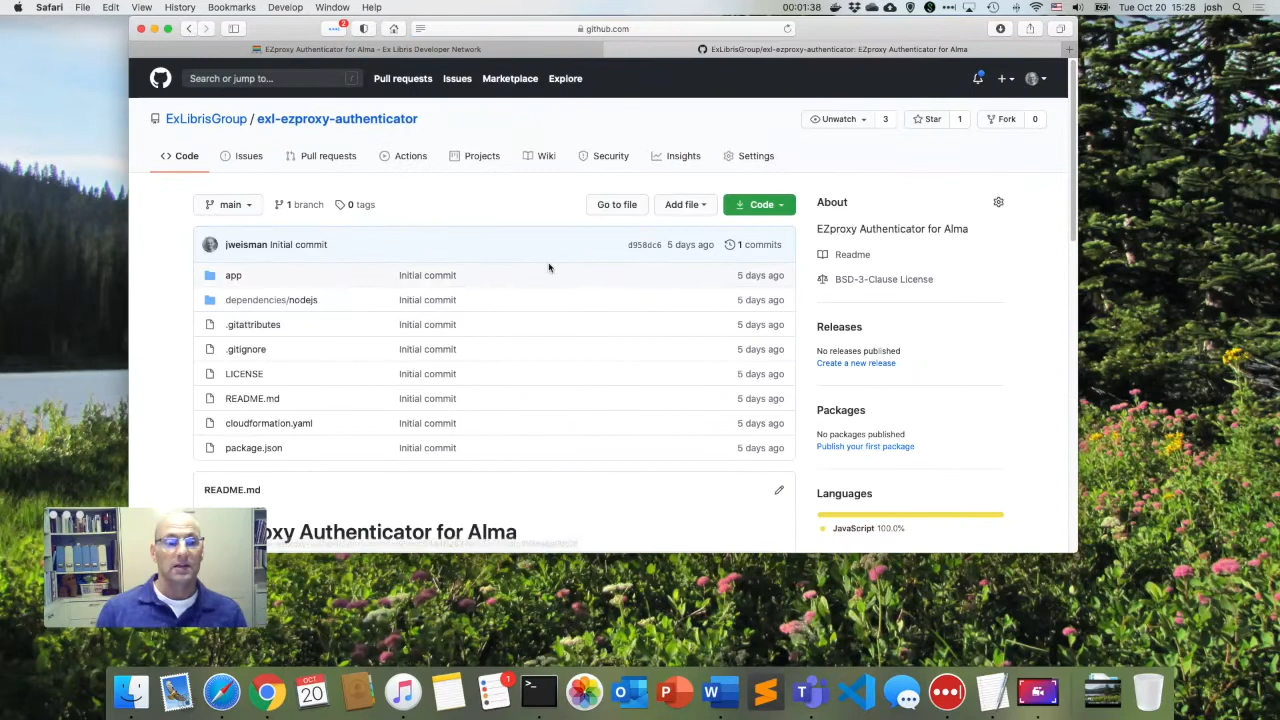 Safari File Edit View History Bookmarks Develop Window Help 00:01:38 Tue Oct 20 15:28 josh
2
github.com
EZproxy Authenticator for Alma - Ex Libris Developer Network
ExLibrisGroup/exl-ezproxy-authenticator: EZproxy Authenticator for Alma
Search or jump to... / Pull requests Issues Marketplace Explore
ExLibrisGroup / exl-ezproxy-authenticator
Unwatch 3 Star 1 Fork 0
Code Issues Pull requests Actions Projects Wiki Security Insights Settings
main 1 branch 0 tags Go to file Add file Code
jweisman Initial commit d958dc6 5 days ago 1 commits
app Initial commit 5 days ago
dependencies/nodejs Initial commit 5 days ago
.gitattributes Initial commit 5 days ago
.gitignore Initial commit 5 days ago
LICENSE Initial commit 5 days ago
README.md Initial commit 5 days ago
cloudformation.yaml Initial commit 5 days ago
package.json Initial commit 5 days ago
README.md
oxy Authenticator for Alma
About
EZproxy Authenticator for Alma
Readme
BSD-3-Clause License
Releases
No releases published
Create a new release
Packages
No packages published
Publish your first package
Languages
JavaScript 100.0%
OCT
20
1